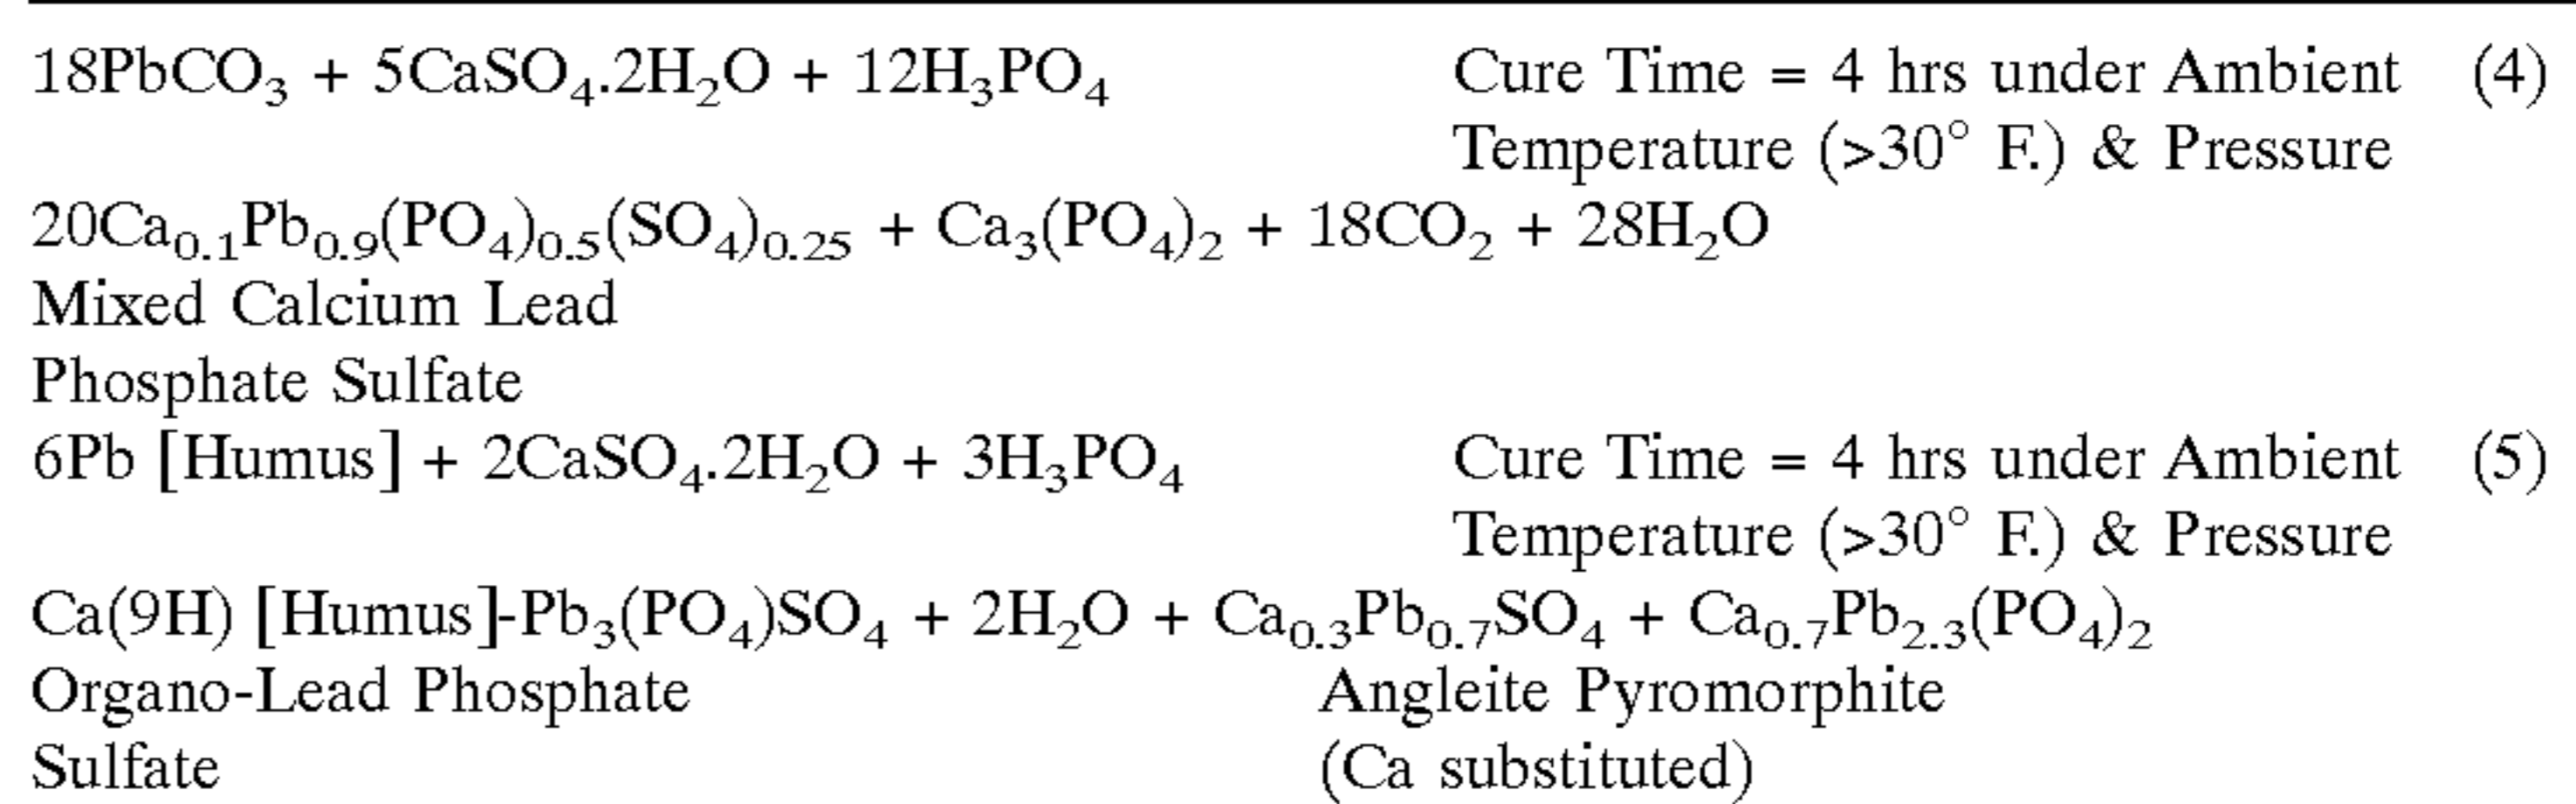 18PbCO₃ + 5CaSO₄.2H₂O + 12H₃PO₄ Cure Time = 4 hrs under Ambient (4)
Temperature (>30° F.) & Pressure
20Ca₀.₁Pb₀.₉(PO₄)₀.₅(SO₄)₀.₂₅ + Ca₃(PO₄)₂ + 18CO₂ + 28H₂O
Mixed Calcium Lead
Phosphate Sulfate
6Pb [Humus] + 2CaSO₄.2H₂O + 3H₃PO₄ Cure Time = 4 hrs under Ambient (5)
Temperature (>30° F.) & Pressure
Ca(9H) [Humus]-Pb₃(PO₄)SO₄ + 2H₂O + Ca₀.₃Pb₀.₇SO₄ + Ca₀.₇Pb₂.₃(PO₄)₂
Organo-Lead Phosphate Angleite Pyromorphite
Sulfate (Ca substituted)